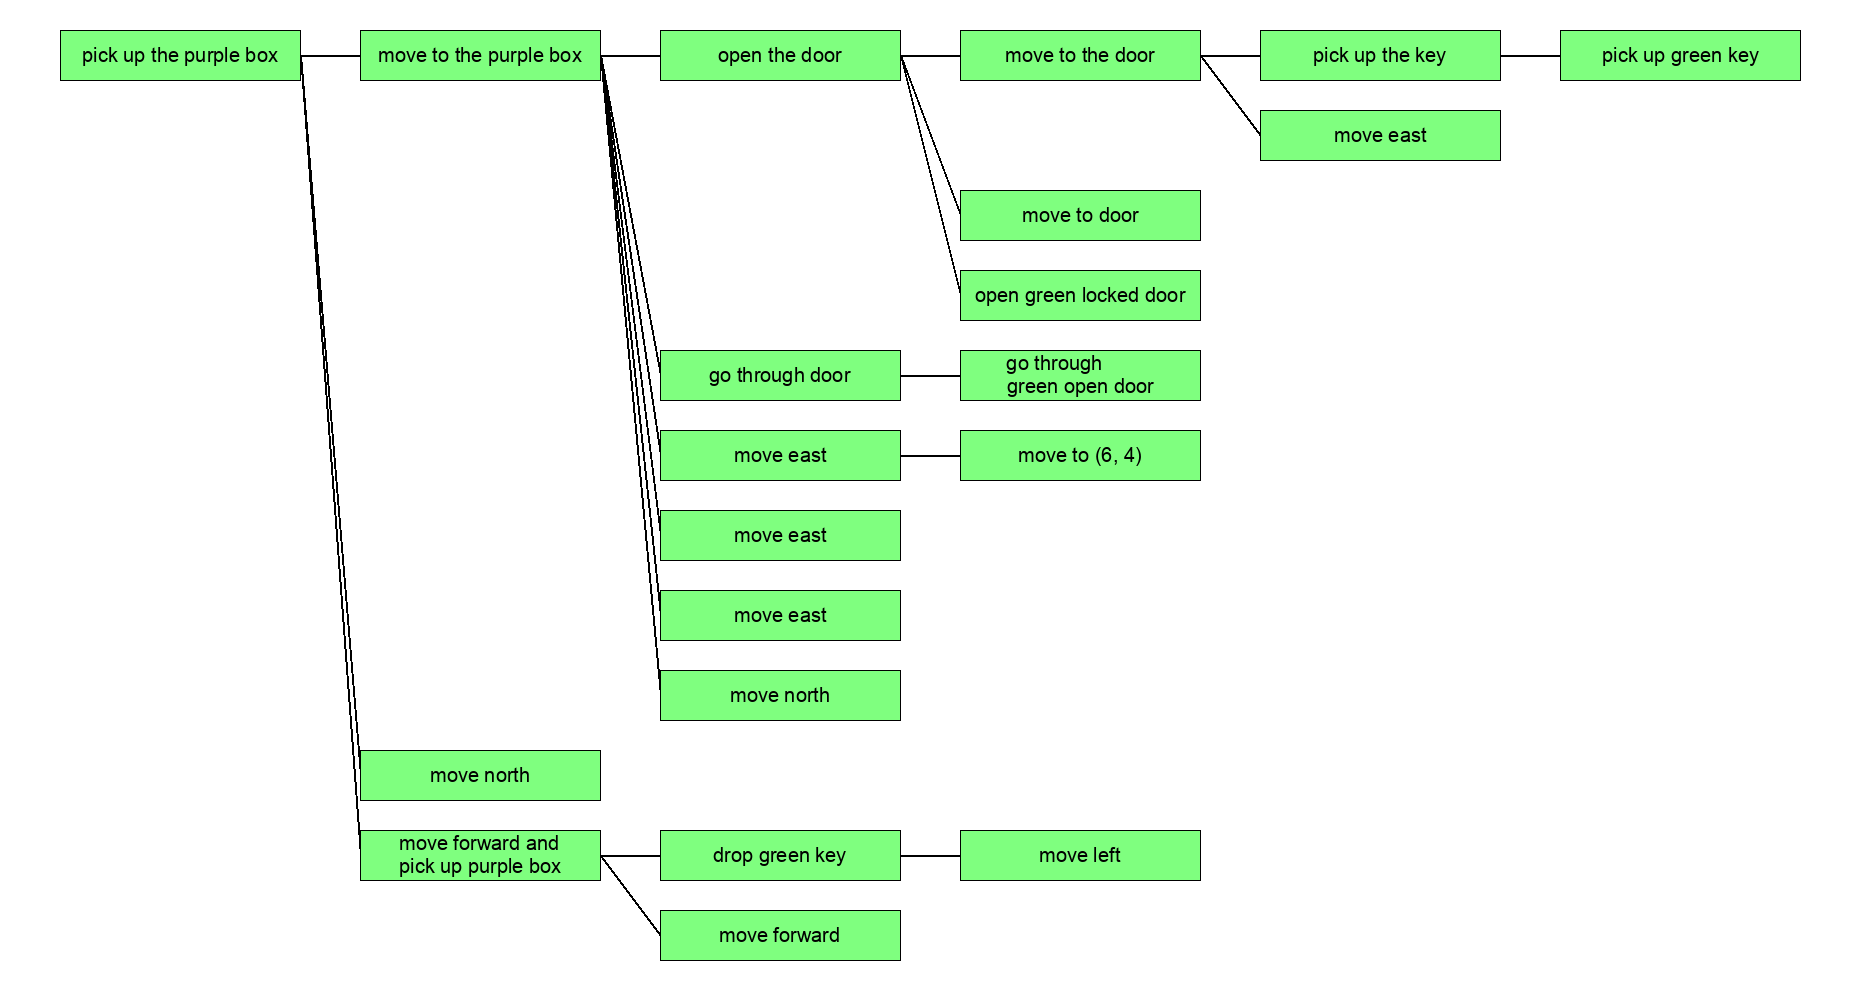 pick up the purple box
move to the purple box
open the door
move to the door
pick up the key
pick up green key
move east
move to door
open green locked door
go through door
go through
green open door
move east
move to (6, 4)
move east
move east
move north
move north
move forward and
pick up purple box
drop green key
move left
move forward